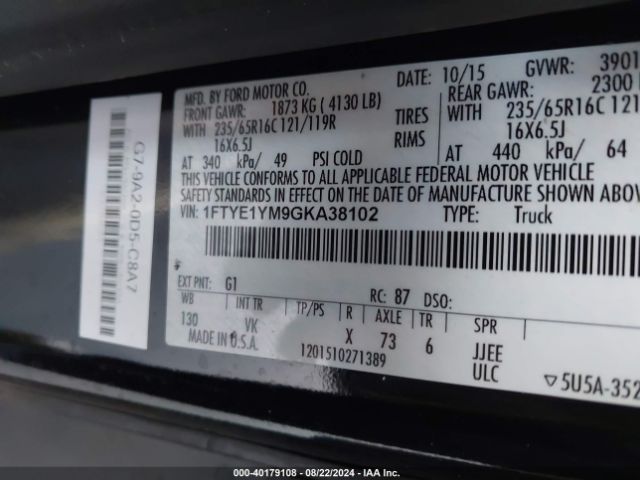 MFD. BY FORD MOTOR CO.
DATE: 10/15 GVWR: 3901
FRONT GAWR: 1873 KG ( 4130 LB)
REAR GAWR: 2300
WITH 235/65R16C 121/119R TIRES WITH 235/65R16C 121
16X6.5J RIMS 16X6.5J
AT 340 kPa/ 49 PSI COLD AT 440 kPa/ 64
THIS VEHICLE CONFORMS TO ALL APPLICABLE FEDERAL MOTOR VEHICLE
SAFETY STANDARDS IN EFFECT ON THE DATE OF MANUFACTURE SHOWN ABOVE
VIN: 1FTYE1YM9GKA38102 TYPE: Truck
EXT PNT: G1 RC: 87 DSO:
WB INT TR TP/PS R AXLE TR SPR
130 VK X 73 6 JJEE
MADE IN U.S.A. 1201510271389 ULC
▽5U5A-352
G7-9A2-0D5-C8A7
000-40179108 - 08/22/2024 - IAA Inc.